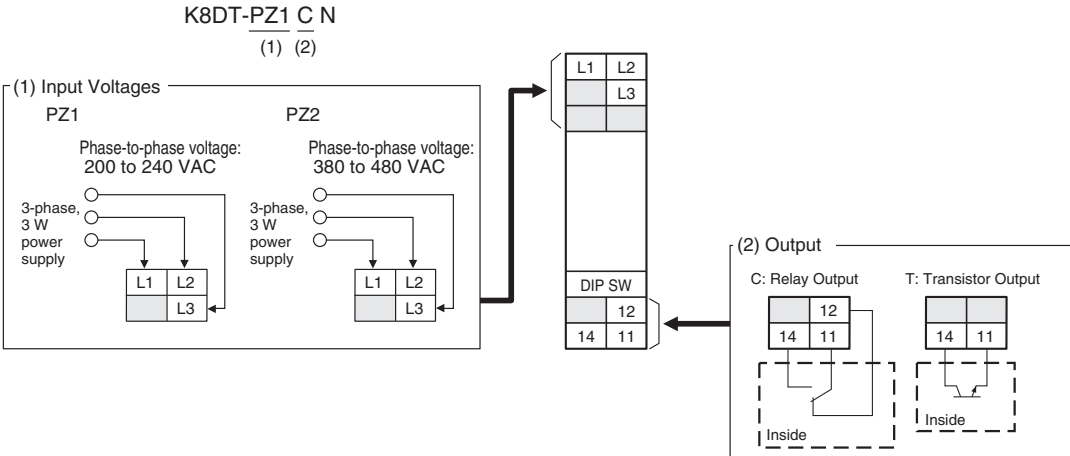 K8DT-PZ1 C N
(1) (2)
(1) Input Voltages
PZ1
Phase-to-phase voltage:
200 to 240 VAC
3-phase,
3 W
power
supply
L1 L2
L3
PZ2
Phase-to-phase voltage:
380 to 480 VAC
3-phase,
3 W
power
supply
L1 L2
L3
L1 L2
L3
DIP SW
12
14 11
(2) Output
C: Relay Output
12
14 11
Inside
T: Transistor Output
14 11
Inside